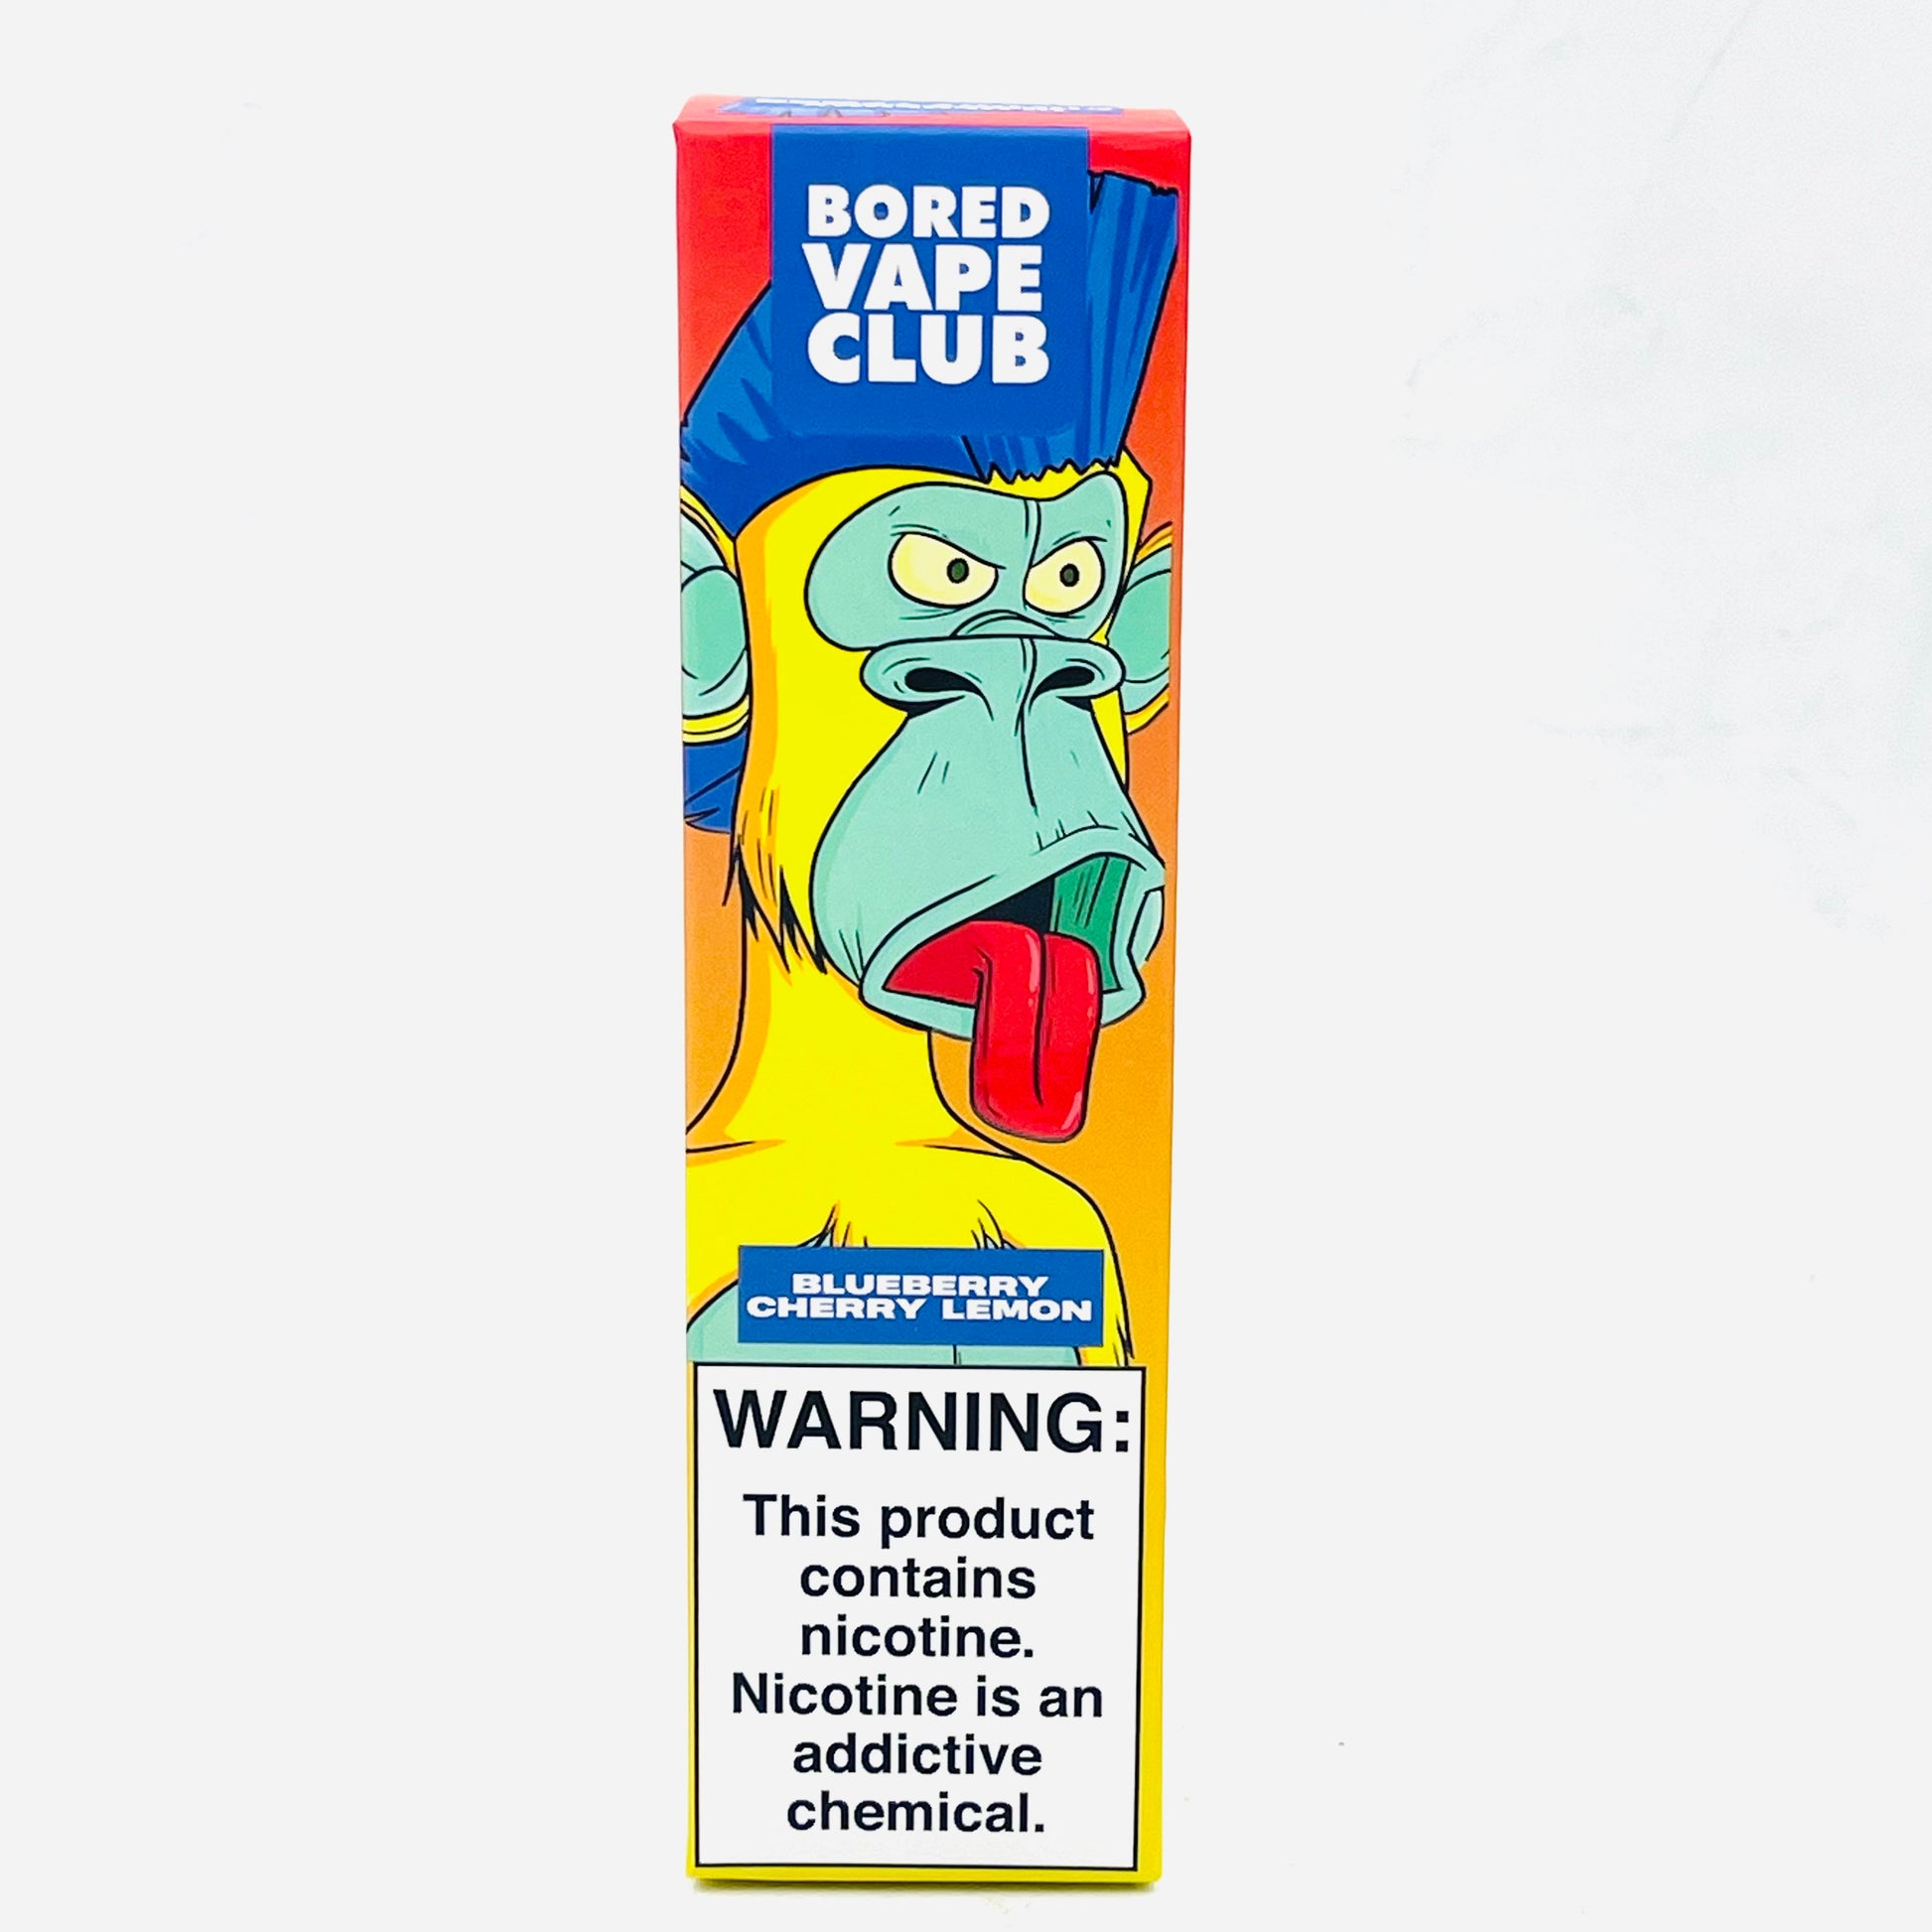 BORED
VAPE
CLUB
BLUEBERRY
CHERRY LEMON
WARNING:
This product
contains
nicotine.
Nicotine is an
addictive
chemical.